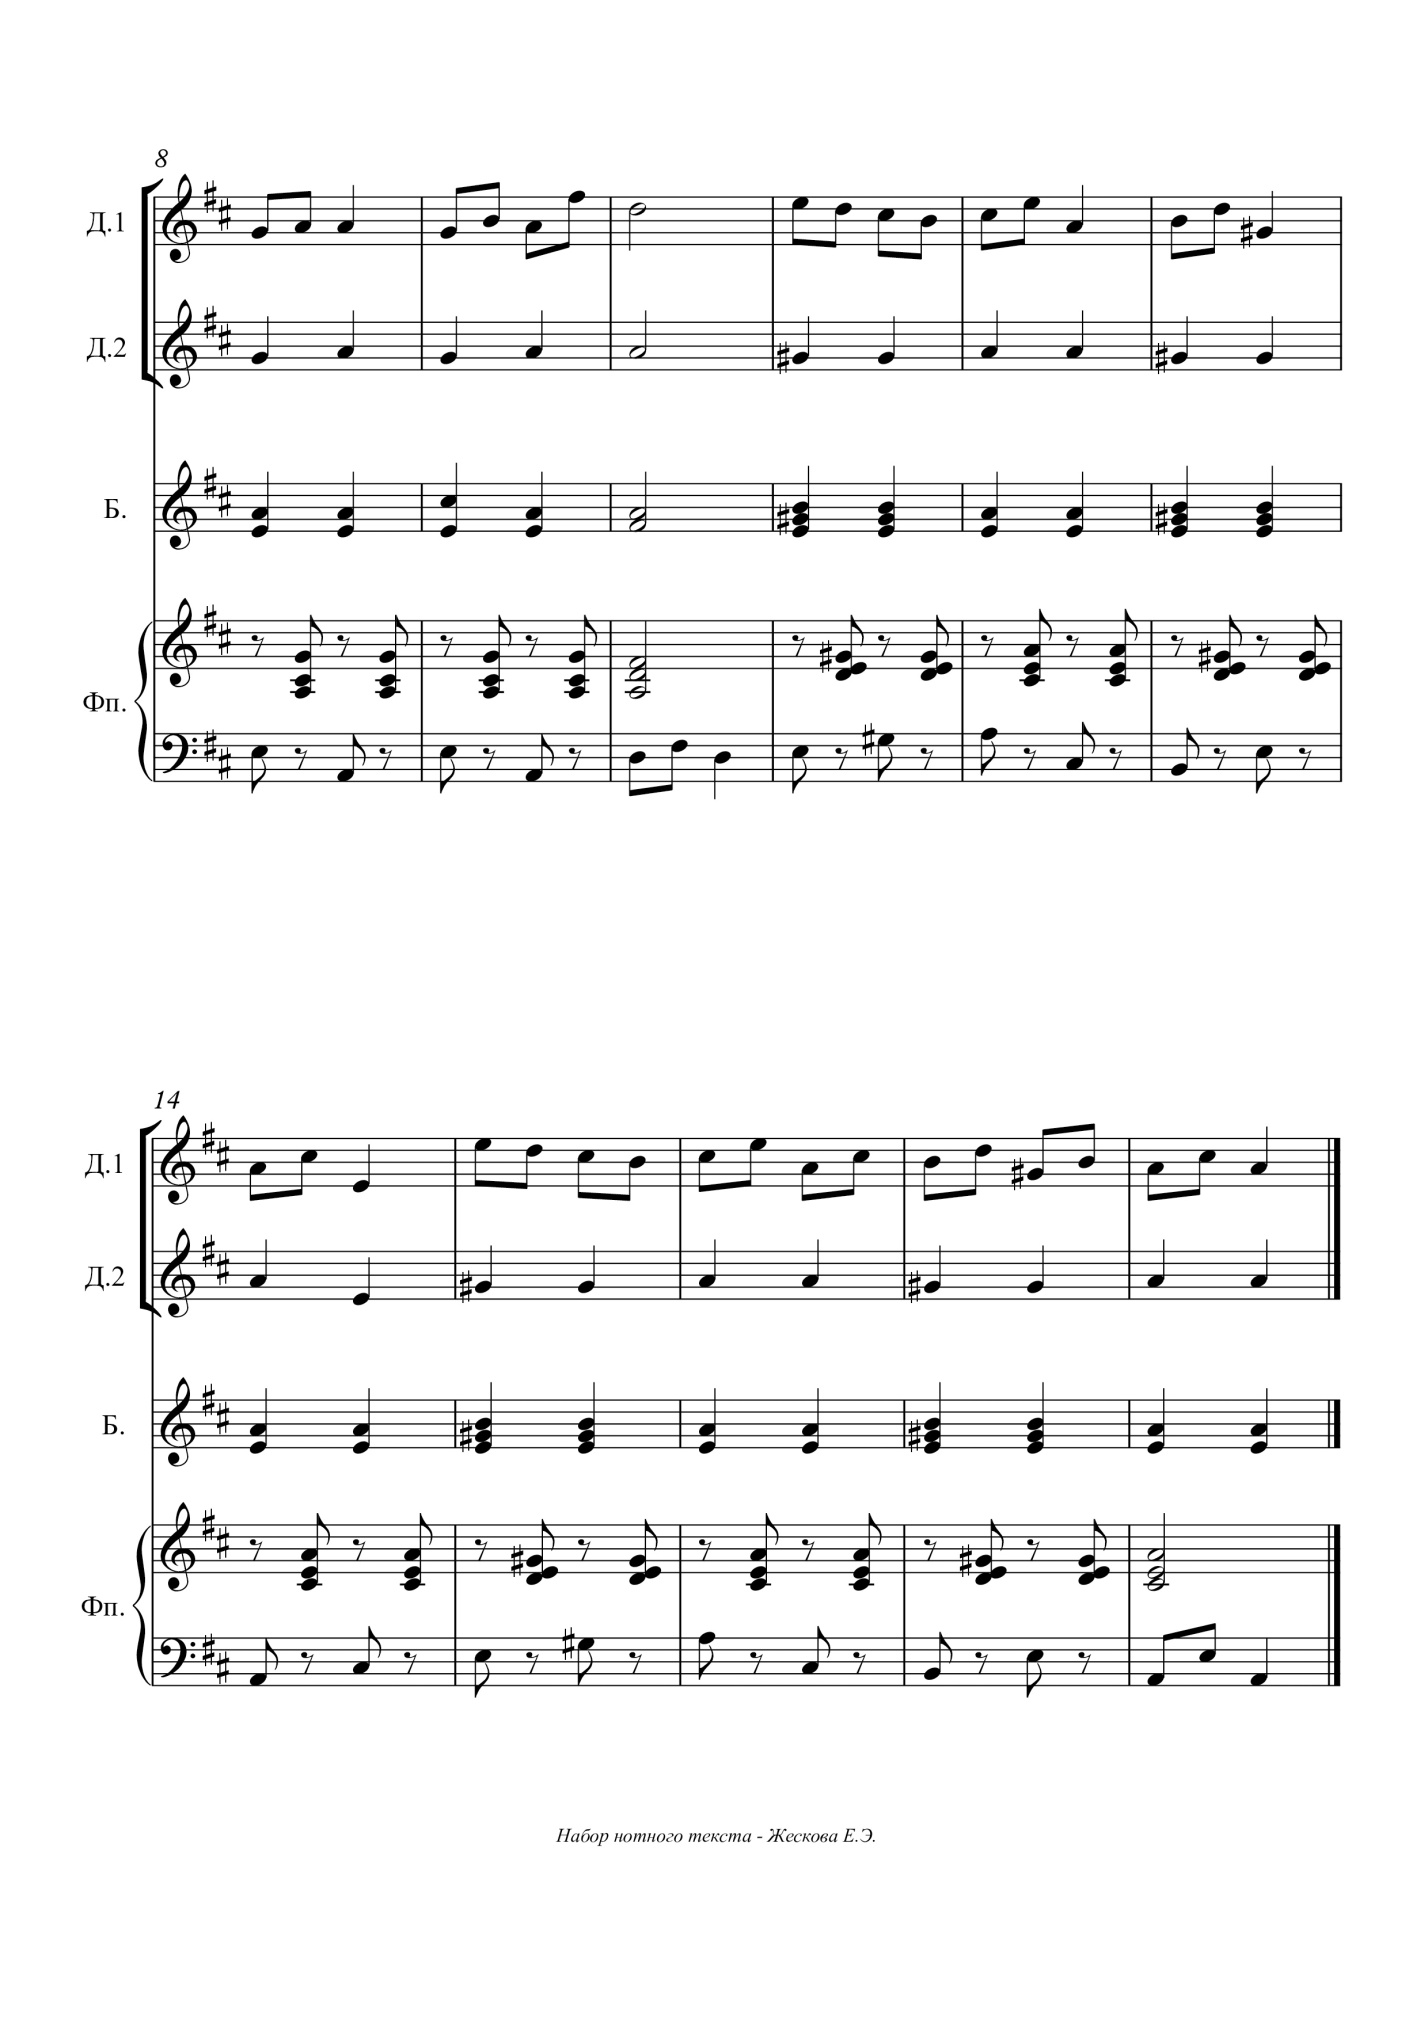 8
Д.1
Д.2
Б.
Фп.
14
Д.1
Д.2
Б.
Фп.
Набор нотного текста - Жескова Е.Э.